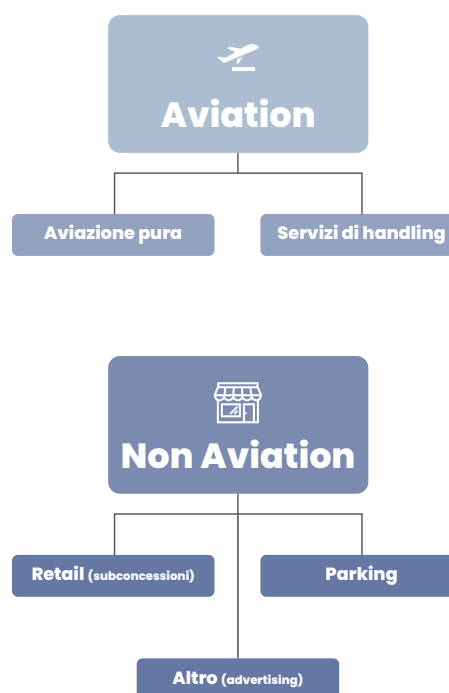 Aviation
Aviazione pura
Servizi di handling
Non Aviation
Retail (subconcessioni)
Parking
Altro (advertising)